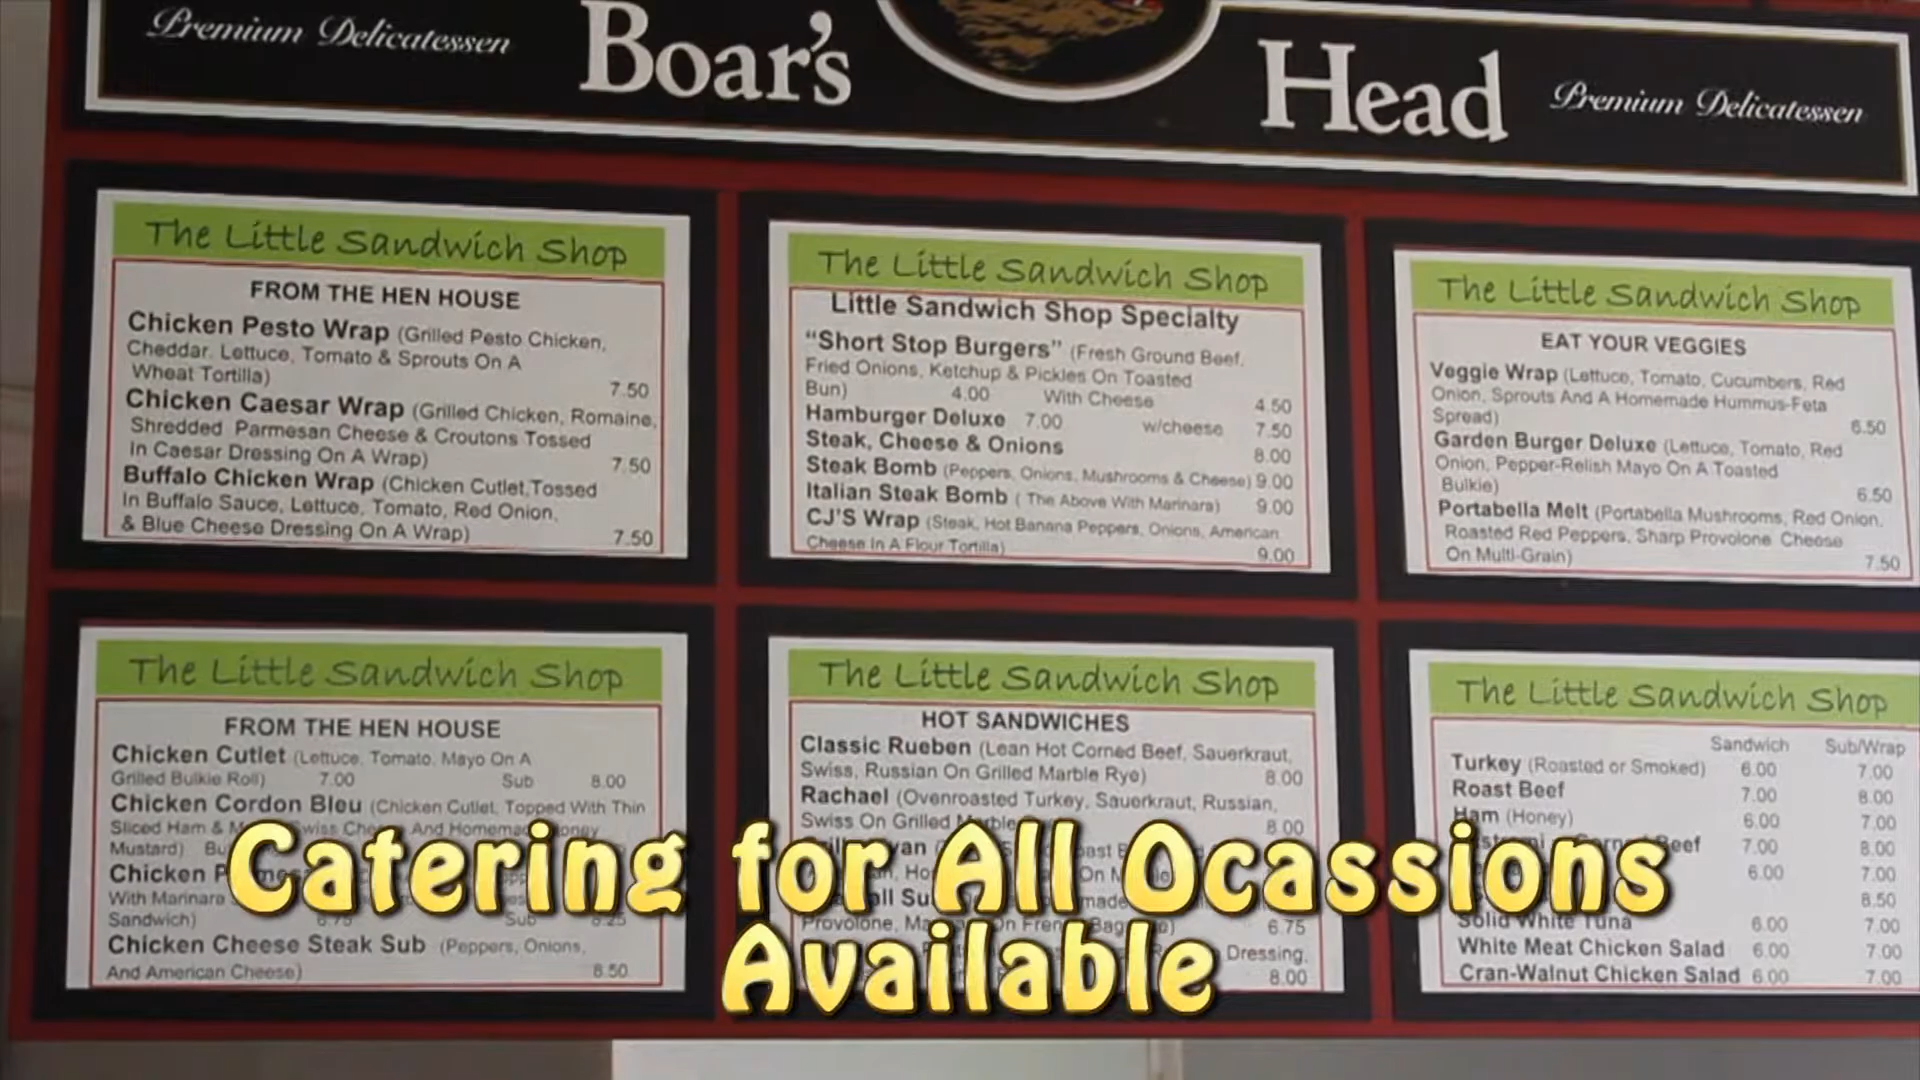 Premium Delicatessen Boar's Head Premium Delicatessen
The Little Sandwich Shop
FROM THE HEN HOUSE
Chicken Pesto Wrap (Grilled Pesto Chicken,
Cheddar, Lettuce, Tomato & Sprouts On A
Wheat Tortilla) 7.50
Chicken Caesar Wrap (Grilled Chicken, Romaine,
Shredded Parmesan Cheese & Croutons Tossed
In Caesar Dressing On A Wrap) 7.50
Buffalo Chicken Wrap (Chicken Cutlet,Tossed
In Buffalo Sauce, Lettuce, Tomato, Red Onion,
& Blue Cheese Dressing On A Wrap) 7.50
The Little Sandwich Shop
Little Sandwich Shop Specialty
"Short Stop Burgers" (Fresh Ground Beef,
Fried Onions, Ketchup & Pickles On Toasted
Bun) 4.00 With Cheese 4.50
Hamburger Deluxe 7.00 w/cheese 7.50
Steak, Cheese & Onions 8.00
Steak Bomb (Peppers, Onions, Mushrooms & Cheese) 9.00
Italian Steak Bomb ( The Above With Marinara) 9.00
CJ'S Wrap (Steak, Hot Banana Peppers, Onions, American
Cheese In A Flour Tortilla) 9.00
The Little Sandwich Shop
EAT YOUR VEGGIES
Veggie Wrap (Lettuce, Tomato, Cucumbers, Red
Onion, Sprouts And A Homemade Hummus-Feta
Spread) 6.50
Garden Burger Deluxe (Lettuce, Tomato, Red
Onion, Pepper-Relish Mayo On A Toasted
Bulkie) 6.50
Portabella Melt (Portabella Mushrooms, Red Onion,
Roasted Red Peppers, Sharp Provolone Cheese
On Multi-Grain) 7.50
The Little Sandwich Shop
FROM THE HEN HOUSE
Chicken Cutlet (Lettuce, Tomato, Mayo On A
Grilled Bulkie Roll) 7.00 Sub 8.00
Chicken Cordon Bleu (Chicken Cutlet, Topped With Thin
Sliced Ham & And Homemade
Mustard)
Chicken
With Marinara
Sandwich) 6.75 Sub 8.25
Chicken Cheese Steak Sub (Peppers, Onions,
And American Cheese) 8.50
The Little Sandwich Shop
HOT SANDWICHES
Classic Rueben (Lean Hot Corned Beef, Sauerkraut,
Swiss, Russian On Grilled Marble Rye) 8.00
Rachael (Ovenroasted Turkey, Sauerkraut, Russian,
Swiss On Grilled 8.00
Provolone, On 6.75
Dressing,
8.00
The Little Sandwich Shop
Sandwich Sub/Wrap
Turkey (Roasted or Smoked) 6.00 7.00
Roast Beef 7.00 8.00
Ham (Honey) 6.00 7.00
Beef 7.00 8.00
6.00 7.00
8.50
Solid White Tuna 6.00 7.00
White Meat Chicken Salad 6.00 7.00
Cran-Walnut Chicken Salad 6.00 7.00
Catering for All Ocassions
Available